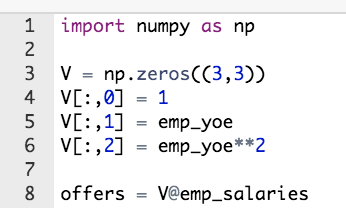 1 import numpy as np
2
3 V = np.zeros((3,3))
4 V[:,0] = 1
5 V[:,1] = emp_yoe
6 V[:,2] = emp_yoe**2
7
8 offers = V@emp_salaries